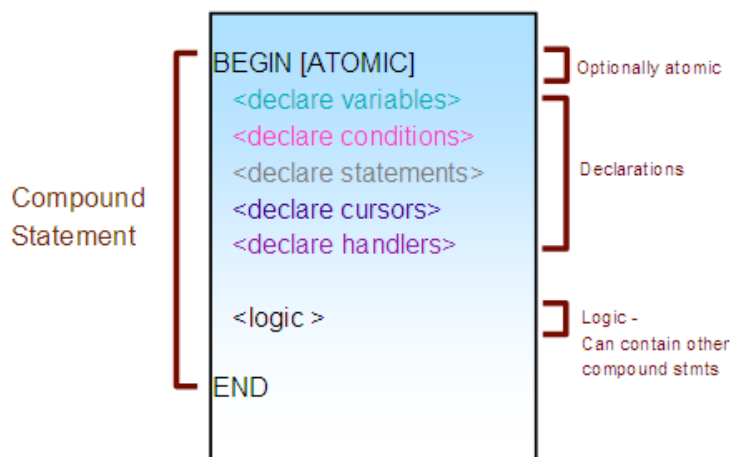 BEGIN [ATOMIC]
Optionally atomic
<declare variables>
<declare conditions>
<declare statements>
Declarations
<declare cursors>
<declare handlers>
Compound
Statement
<logic >
Logic -
Can contain other
compound stmts
END